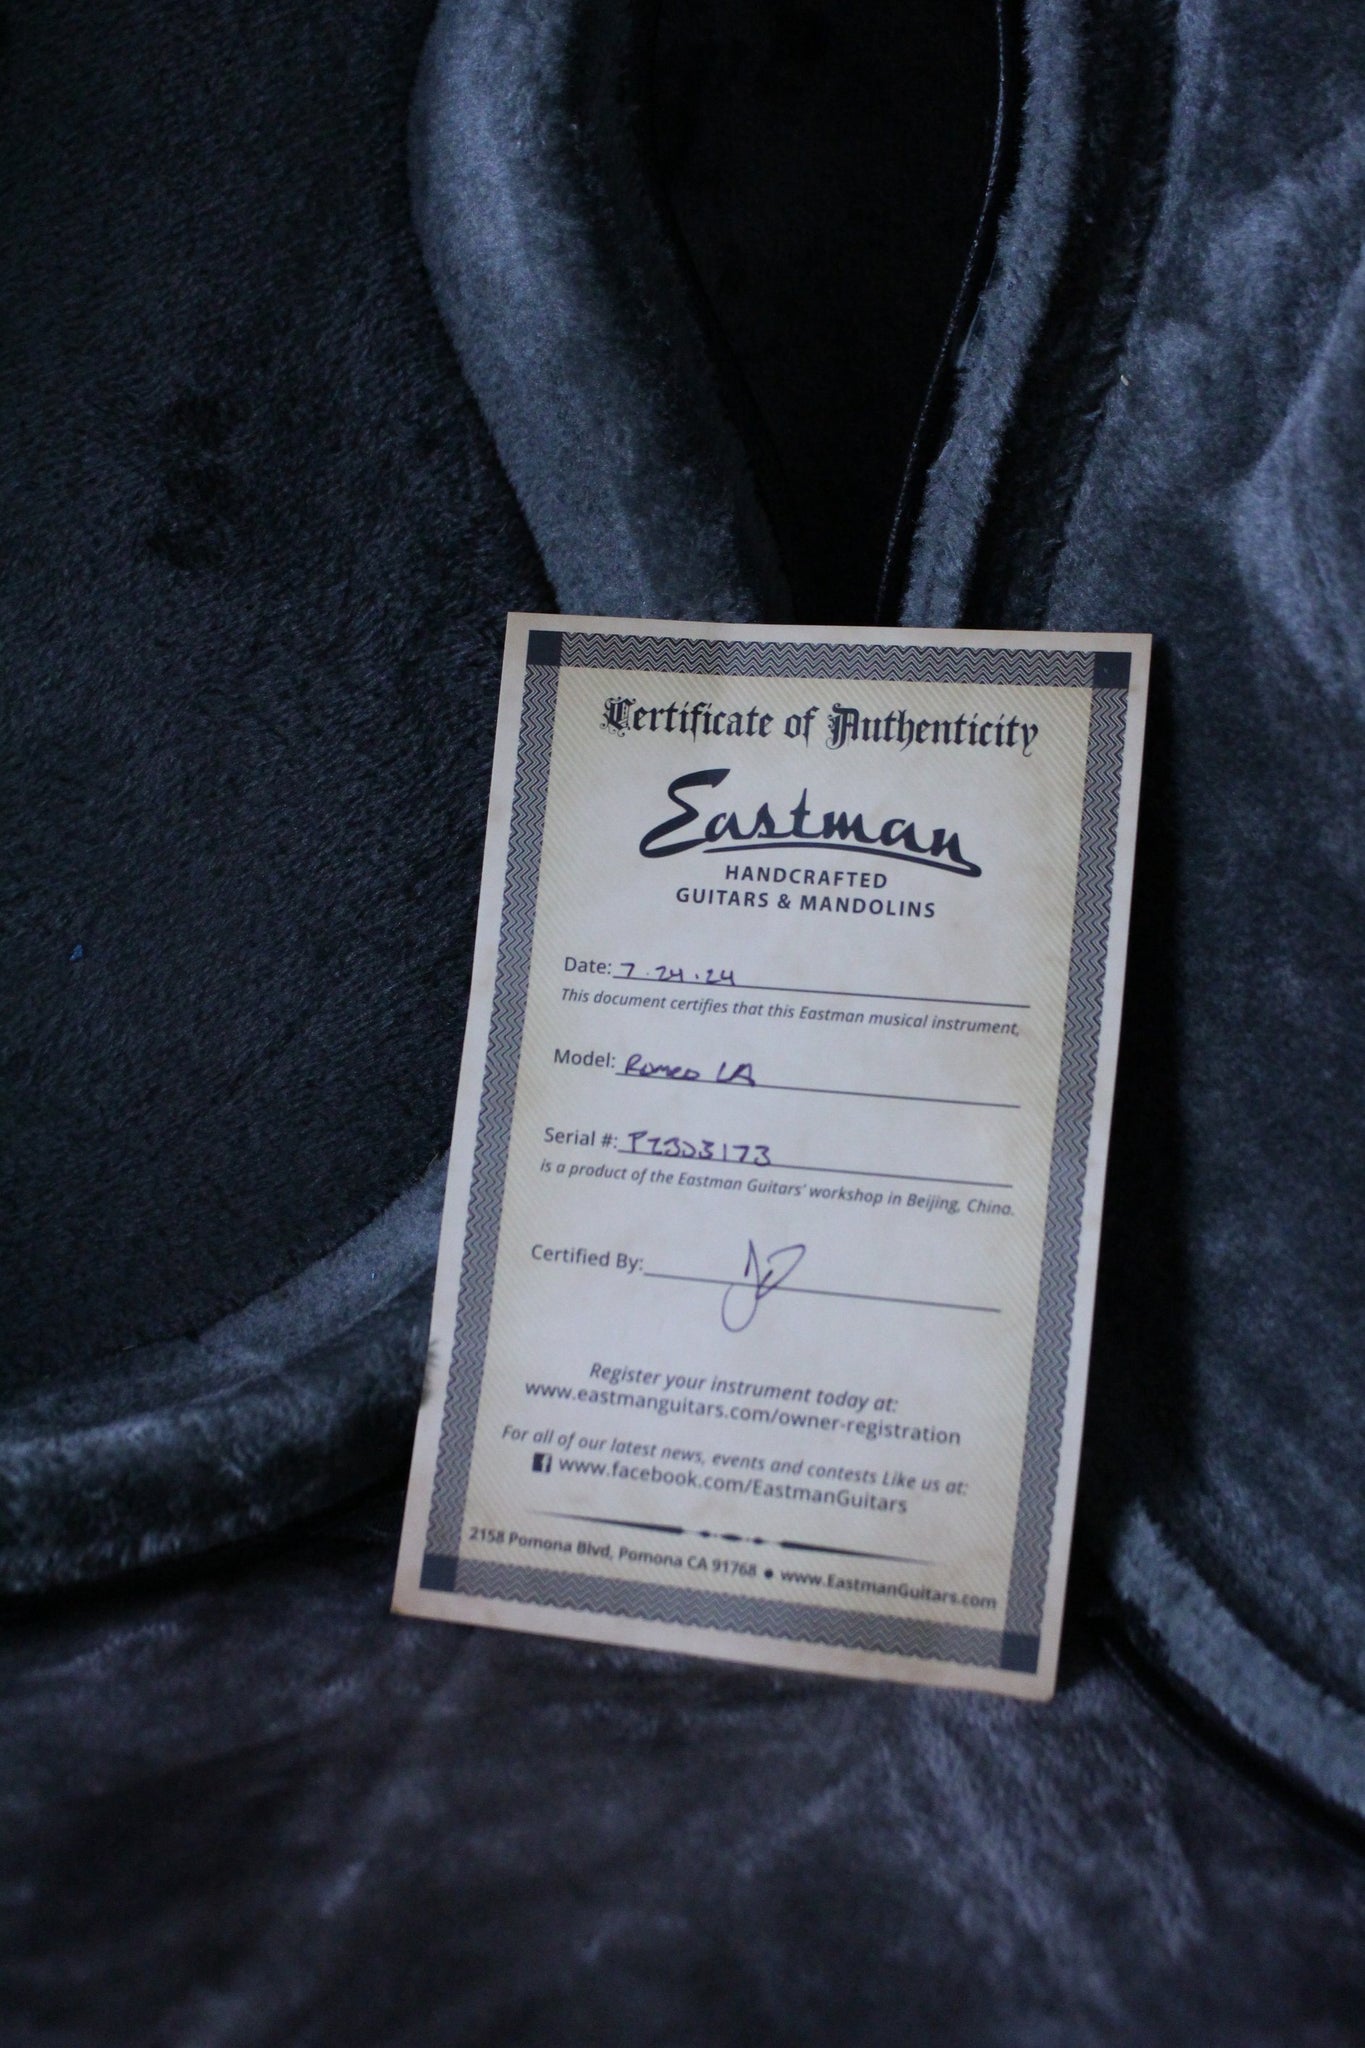 Certificate of Authenticity
Eastman
HANDCRAFTED
GUITARS & MANDOLINS
Date: 7.24.24
This document certifies that this Eastman musical instrument,
Model: Romeo LA
Serial #: P2303173
is a product of the Eastman Guitars' workshop in Beijing, China.
Certified By:
Register your instrument today at:
www.eastmanguitars.com/owner-registration
For all of our latest news, events and contests Like us at:
f www.facebook.com/EastmanGuitars
2158 Pomona Blvd, Pomona CA 91768 ● www.EastmanGuitars.com